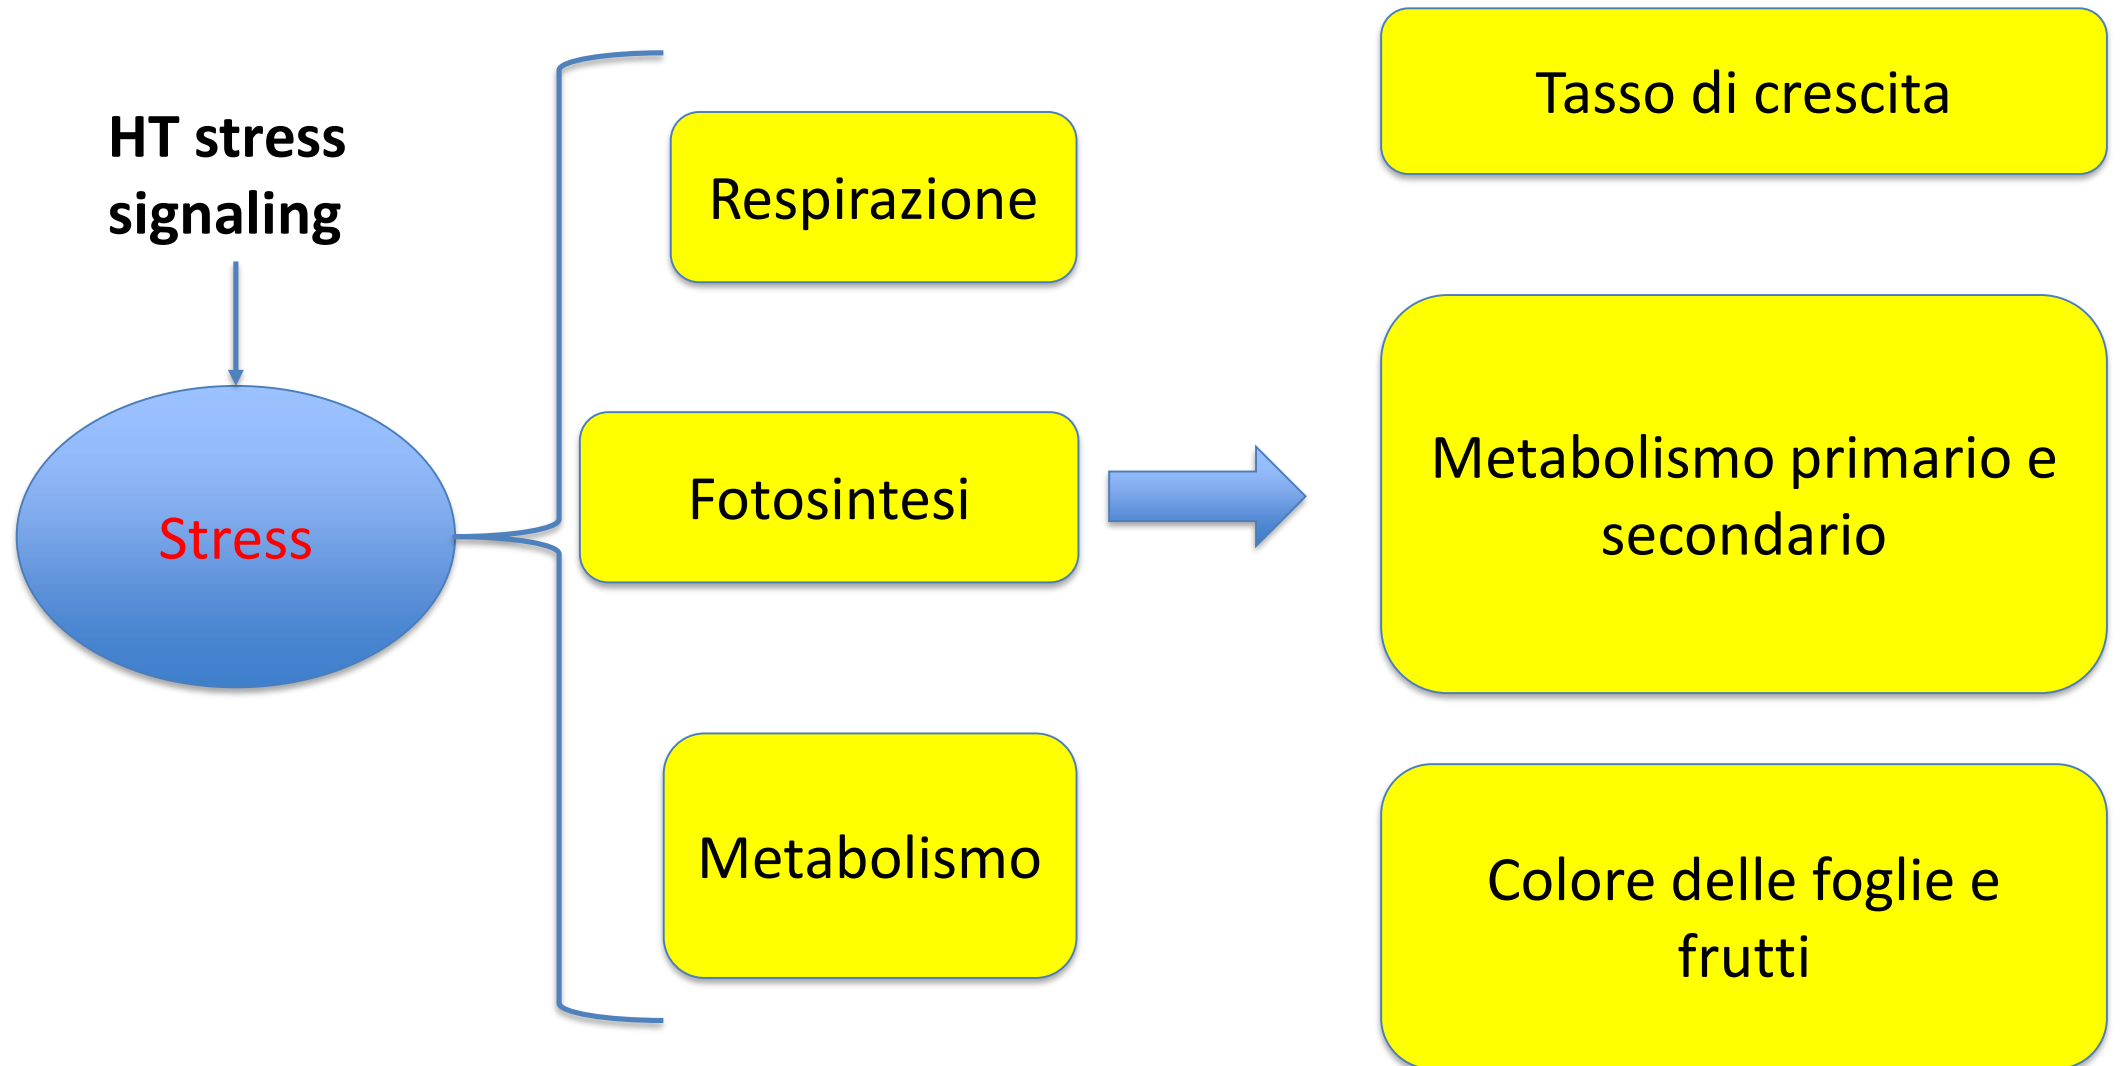 HT stress
signaling
Stress
Respirazione
Fotosintesi
Metabolismo
Tasso di crescita
Metabolismo primario e
secondario
Colore delle foglie e
frutti